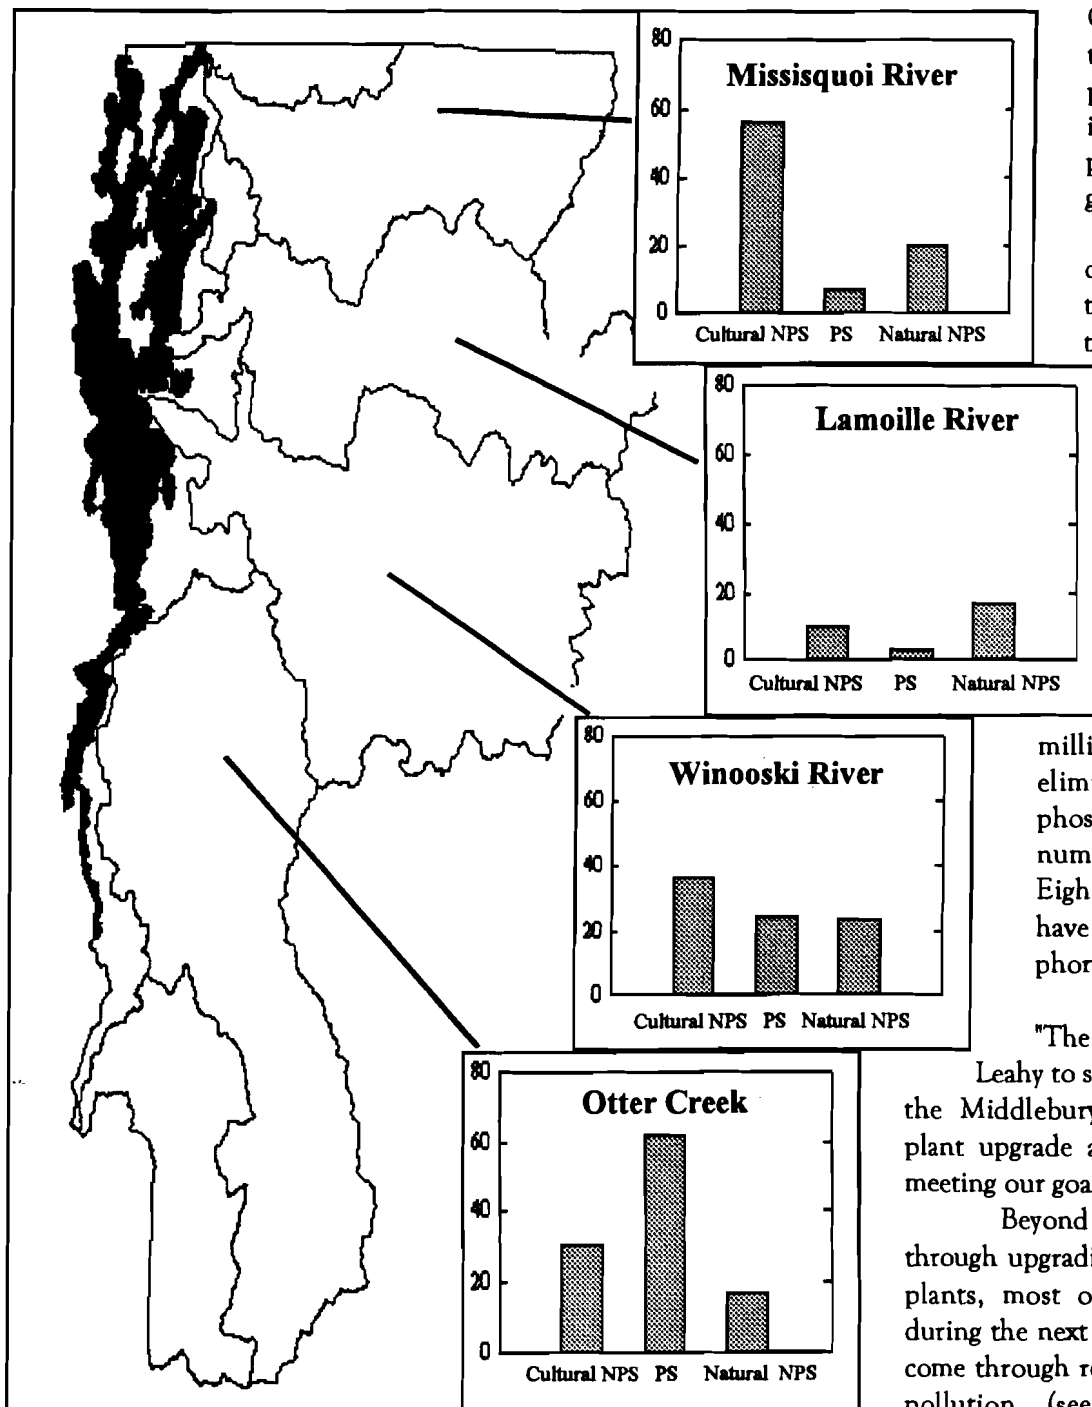 80
Missisquoi River
60
40
20
0
Cultural NPS PS Natural NPS
80
Lamoille River
60
40
20
0
Cultural NPS PS Natural NPS
80
Winooski River
60
40
20
0
Cultural NPS PS Natural NPS
80
Otter Creek
60
40
20
0
Cultural NPS PS Natural NPS
milli
elim
phos
num
Eigh
have
phor
"The
Leahy to s
the Middlebury
plant upgrade a
meeting our goa
Beyond
through upgradi
plants, most o
during the next
come through re
pollution (see